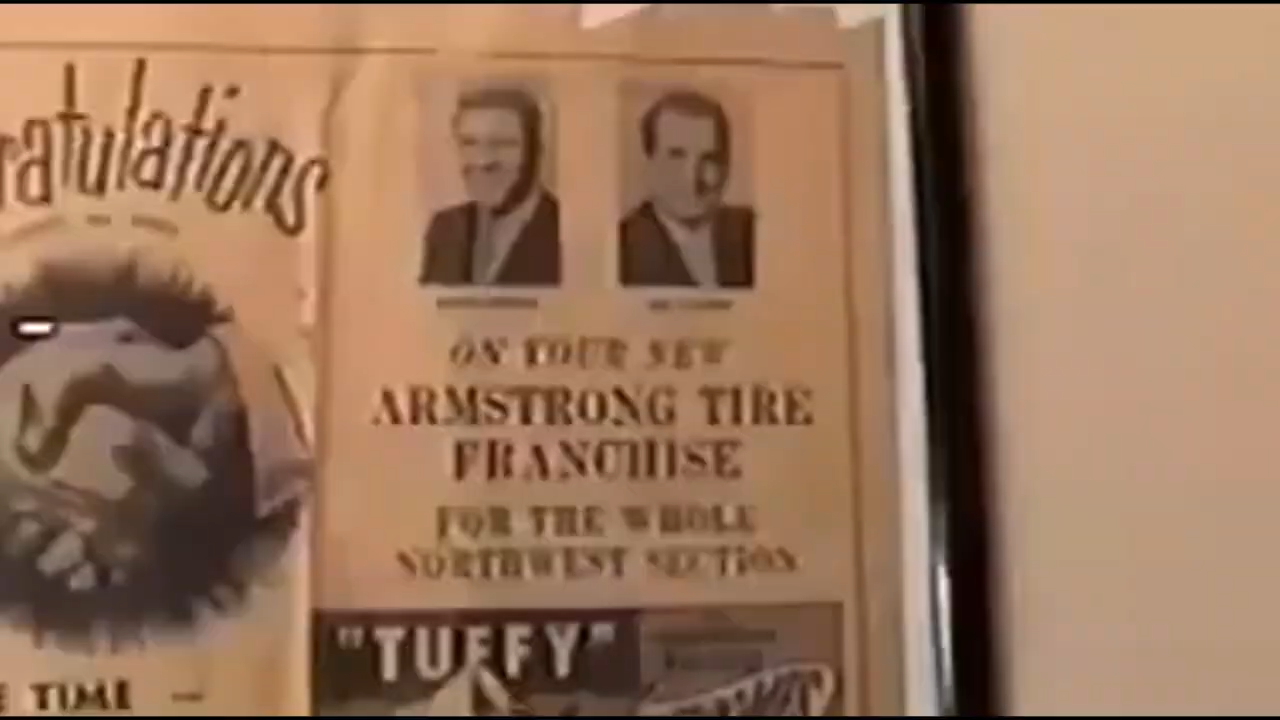 ratulations
ON YOUR NEW
ARMSTRONG TIRE
FRANCHISE
FOR THE WHOLE
NORTHWEST SECTION
"TUFFY"
E TIME —